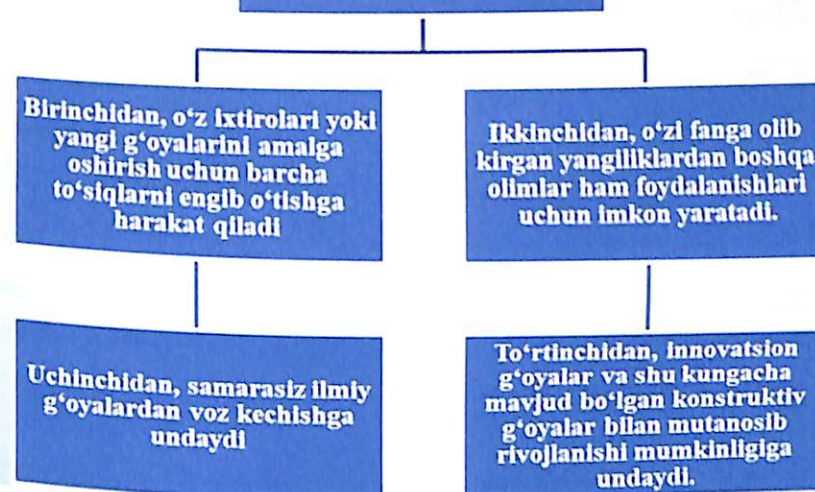 Birinchidan, o‘z ixtirolari yoki
yangi g‘oyalarini amalga
oshirish uchun barcha
to‘siqlarni engib o‘tishga
harakat qiladi
Ikkinchidan, o‘zi fanga olib
kirgan yangiliklardan boshqa
olimlar ham foydalanishlari
uchun imkon yaratadi.
Uchinchidan, samarasiz ilmiy
g‘oyalardan voz kechishga
undaydi
To‘rtinchidan, innovatsion
g‘oyalar va shu kungacha
mavjud bo‘lgan konstruktiv
g‘oyalar bilan mutanosib
rivojlanishi mumkinligiga
undaydi.